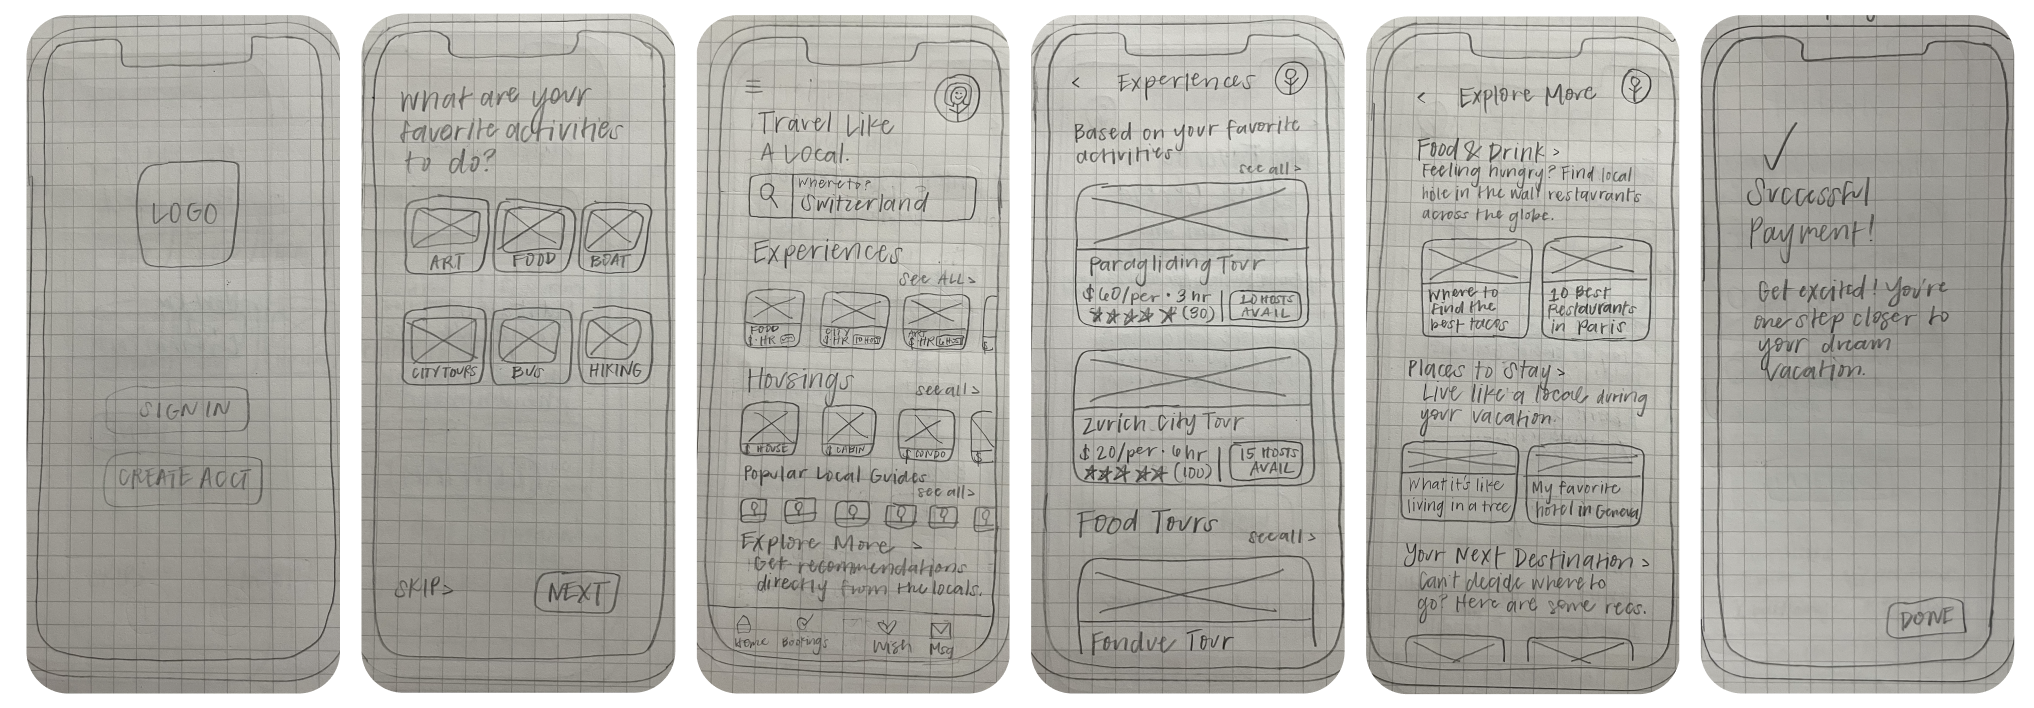 LOGO
SIGN IN
CREATE ACCT
What are your
favorite activities
to do?
ART
FOOD
BOAT
CITY TOURS
BUS
HIKING
SKIP>
NEXT
Travel Like
A Local.
Where to?
Switzerland
Experiences
See ALL>
FOOD
$·HR
CITY
$·HR
10 HOST
ART
$·HR
6 HOST
$
Housings
see all>
$ HOUSE
$ CABIN
$ CONDO
$
Popular Local Guides
see all>
Explore More >
Get recommendations
directly from the locals.
Home
Bookings
Wish
Msg
< Experiences
Based on your favorite
activities
see all>
Paragliding Tour
$60/per · 3 hr
(30)
10 HOSTS
AVAIL
Zurich City Tour
$20/per · 6 hr
(100)
15 HOSTS
AVAIL
Food Tours
see all>
Fondue Tour
< Explore More
Food & Drink >
Feeling hungry? Find local
hole in the wall restaurants
across the globe.
Where to
Find the
best tacos
10 Best
Restaurants
in Paris
Places to Stay>
Live like a local during
your vacation.
What it's like
living in a tree
My favorite
hotel in Geneva
Your Next Destination >
Can't decide where to
go? Here are some recs.
Successful
Payment!
Get excited! You're
one step closer to
your dream
vacation.
DONE